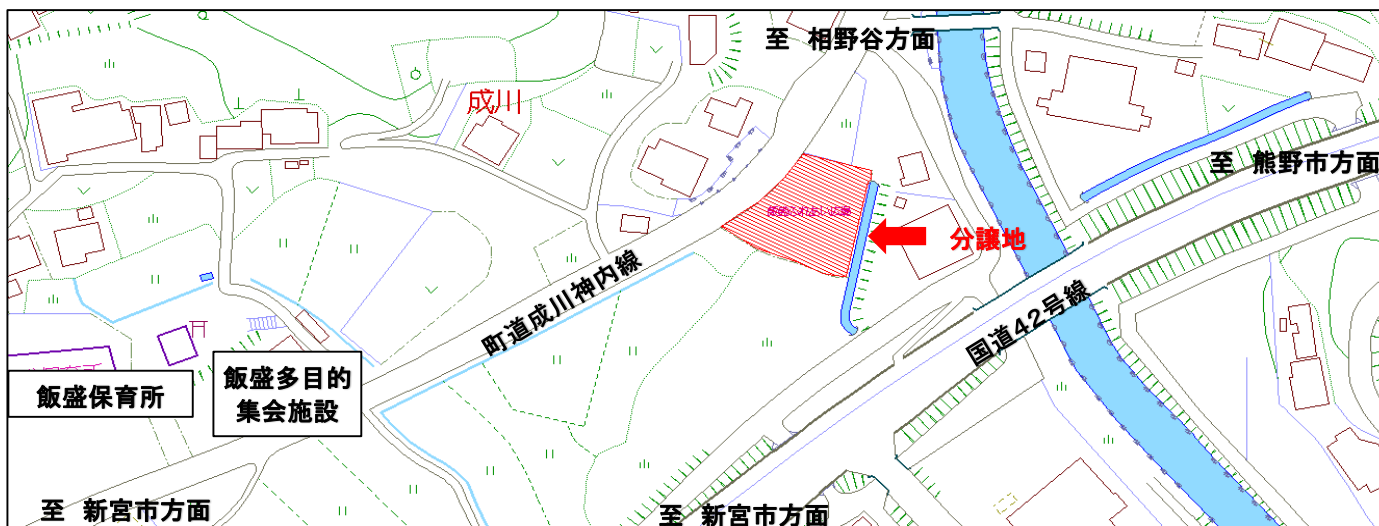 至 相野谷方面
成川
至 熊野市方面
分譲地
町道成川神内線
国道42号線
飯盛保育所
飯盛多目的
集会施設
至 新宮市方面
至 新宮市方面